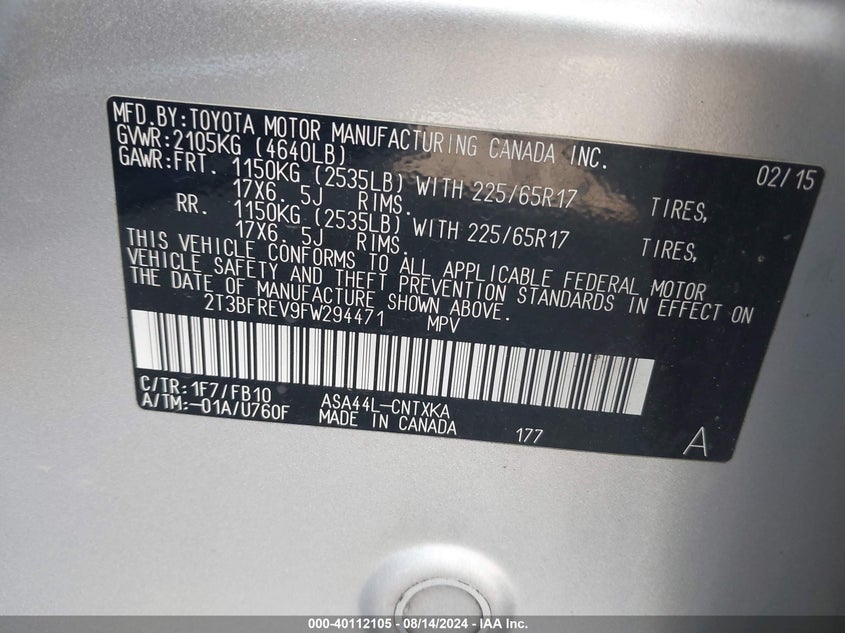 MFD.BY:TOYOTA MOTOR MANUFACTURING CANADA INC.
GVWR:2105KG (4640LB) 02/15
GAWR:FRT. 1150KG (2535LB) WITH 225/65R17 TIRES,
17X6. 5J RIMS.
RR. 1150KG (2535LB) WITH 225/65R17 TIRES,
17X6. 5J RIMS.
THIS VEHICLE CONFORMS TO ALL APPLICABLE FEDERAL MOTOR
VEHICLE SAFETY AND THEFT PREVENTION STANDARDS IN EFFECT ON
THE DATE OF MANUFACTURE SHOWN ABOVE.
2T3BFREV9FW294471 MPV
C/TR:1F7/FB10 ASA44L-CNTXKA
A/TM:-01A/U760F MADE IN CANADA 177 A
000-40112105 - 08/14/2024 - IAA Inc.